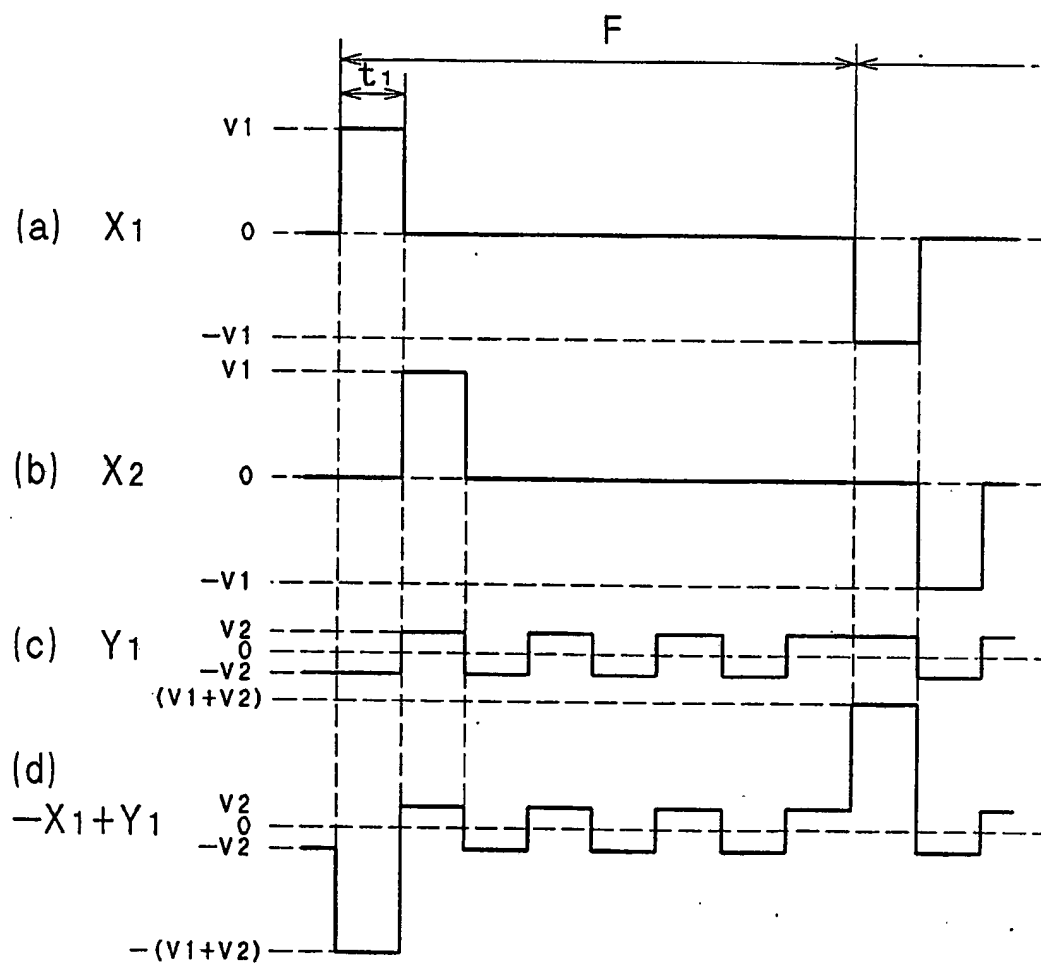 F
t1
V1
(a) X1 0
−V1
V1
(b) X2 0
−V1
V2
(c) Y1 0
−V2
(V1+V2)
(d)
V2
−X1+Y1 0
−V2
−(V1+V2)